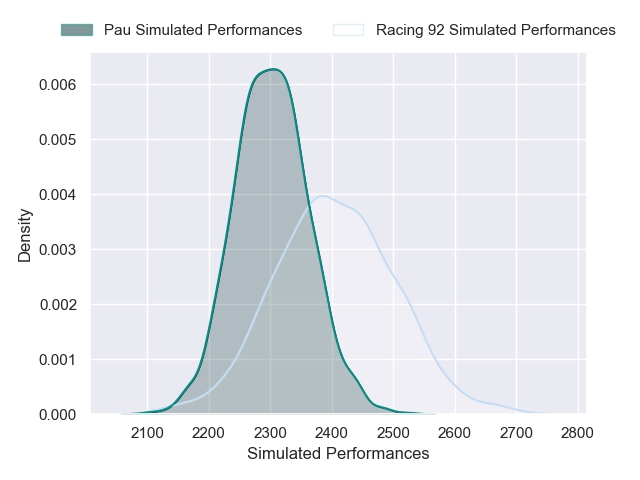 Pau Simulated Performances Racing 92 Simulated Performances
0.006
0.005
0.004
0.003
0.002
0.001
0.000
Density
2100 2200 2300 2400 2500 2600 2700 2800
Simulated Performances